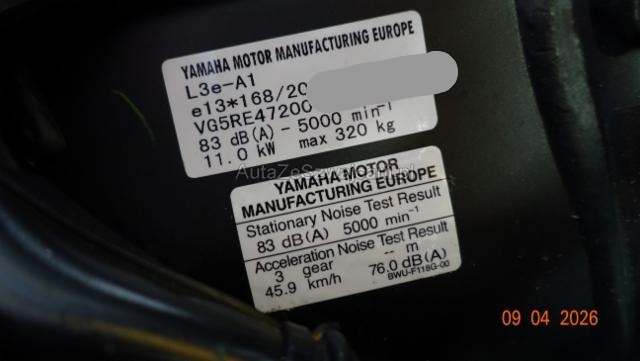 YAMAHA MOTOR MANUFACTURING EUROPE
L3e-A1
e13*168/20
VG5RE47200
83 dB(A) - 5000 min⁻¹
11.0 kW max 320 kg
YAMAHA MOTOR
MANUFACTURING EUROPE
Stationary Noise Test Result
83 dB(A) 5000 min⁻¹
Acceleration Noise Test Result
3 gear -- m
45.9 km/h 76.0 dB(A)
BWU-F118G-00
09 04 2026